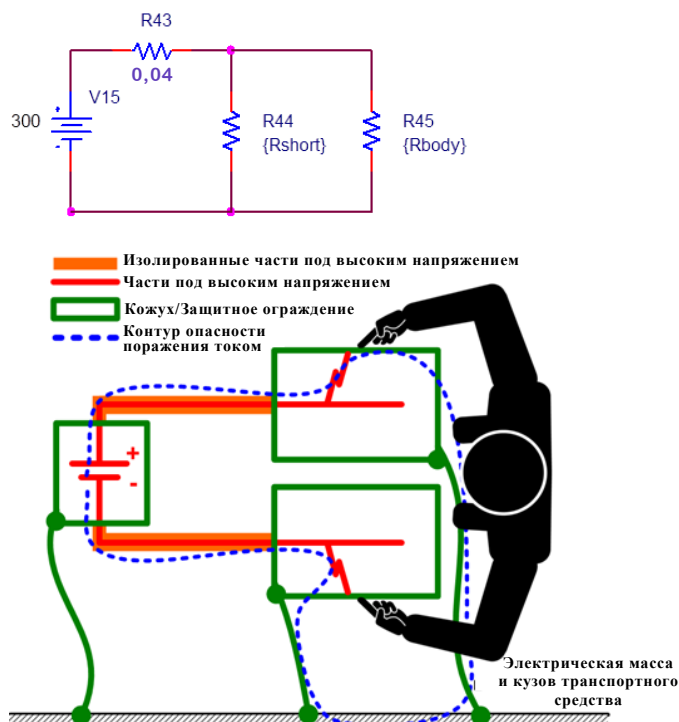 R43
0,04
V15
300
+
-
R44
{Rshort}
R45
{Rbody}
Изолированные части под высоким напряжением
Части под высоким напряжением
Кожух/Защитное ограждение
Контур опасности
поражения током
+
-
Электрическая масса
и кузов транспортного
средства